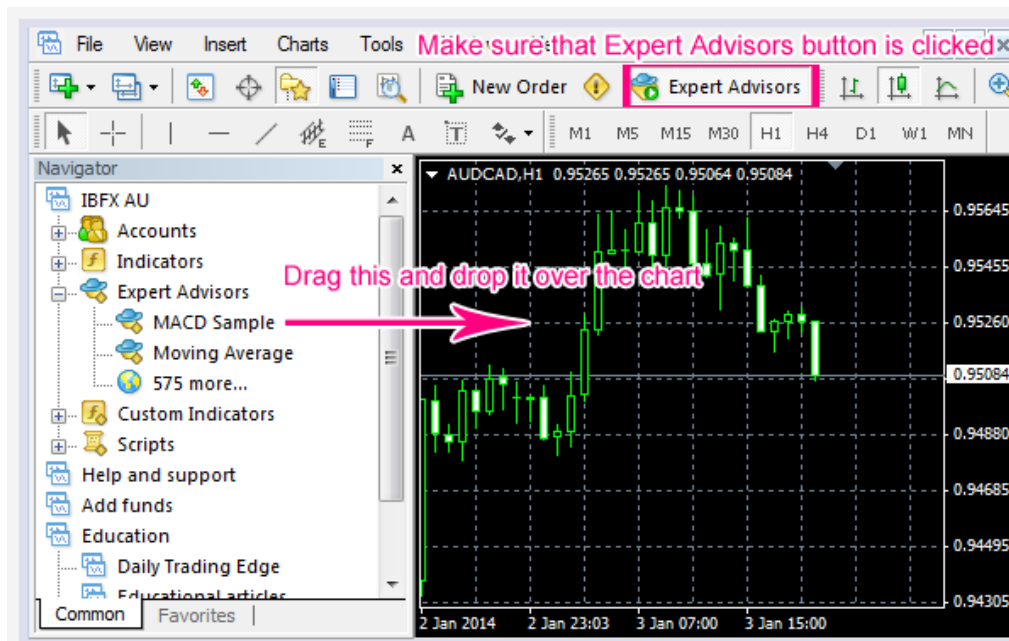 File View Insert Charts Tools
Make sure that Expert Advisors button is clicked
New Order Expert Advisors
A T M1 M5 M15 M30 H1 H4 D1 W1 MN
Navigator
IBFX AU
Accounts
Indicators
Expert Advisors
MACD Sample
Moving Average
575 more...
Custom Indicators
Scripts
Help and support
Add funds
Education
Daily Trading Edge
Educational articles
Common Favorites
AUDCAD,H1 0.95265 0.95265 0.95064 0.95084
Drag this and drop it over the chart
0.95645
0.95455
0.95260
0.95084
0.94880
0.94685
0.94495
0.94305
2 Jan 2014 2 Jan 23:03 3 Jan 07:00 3 Jan 15:00